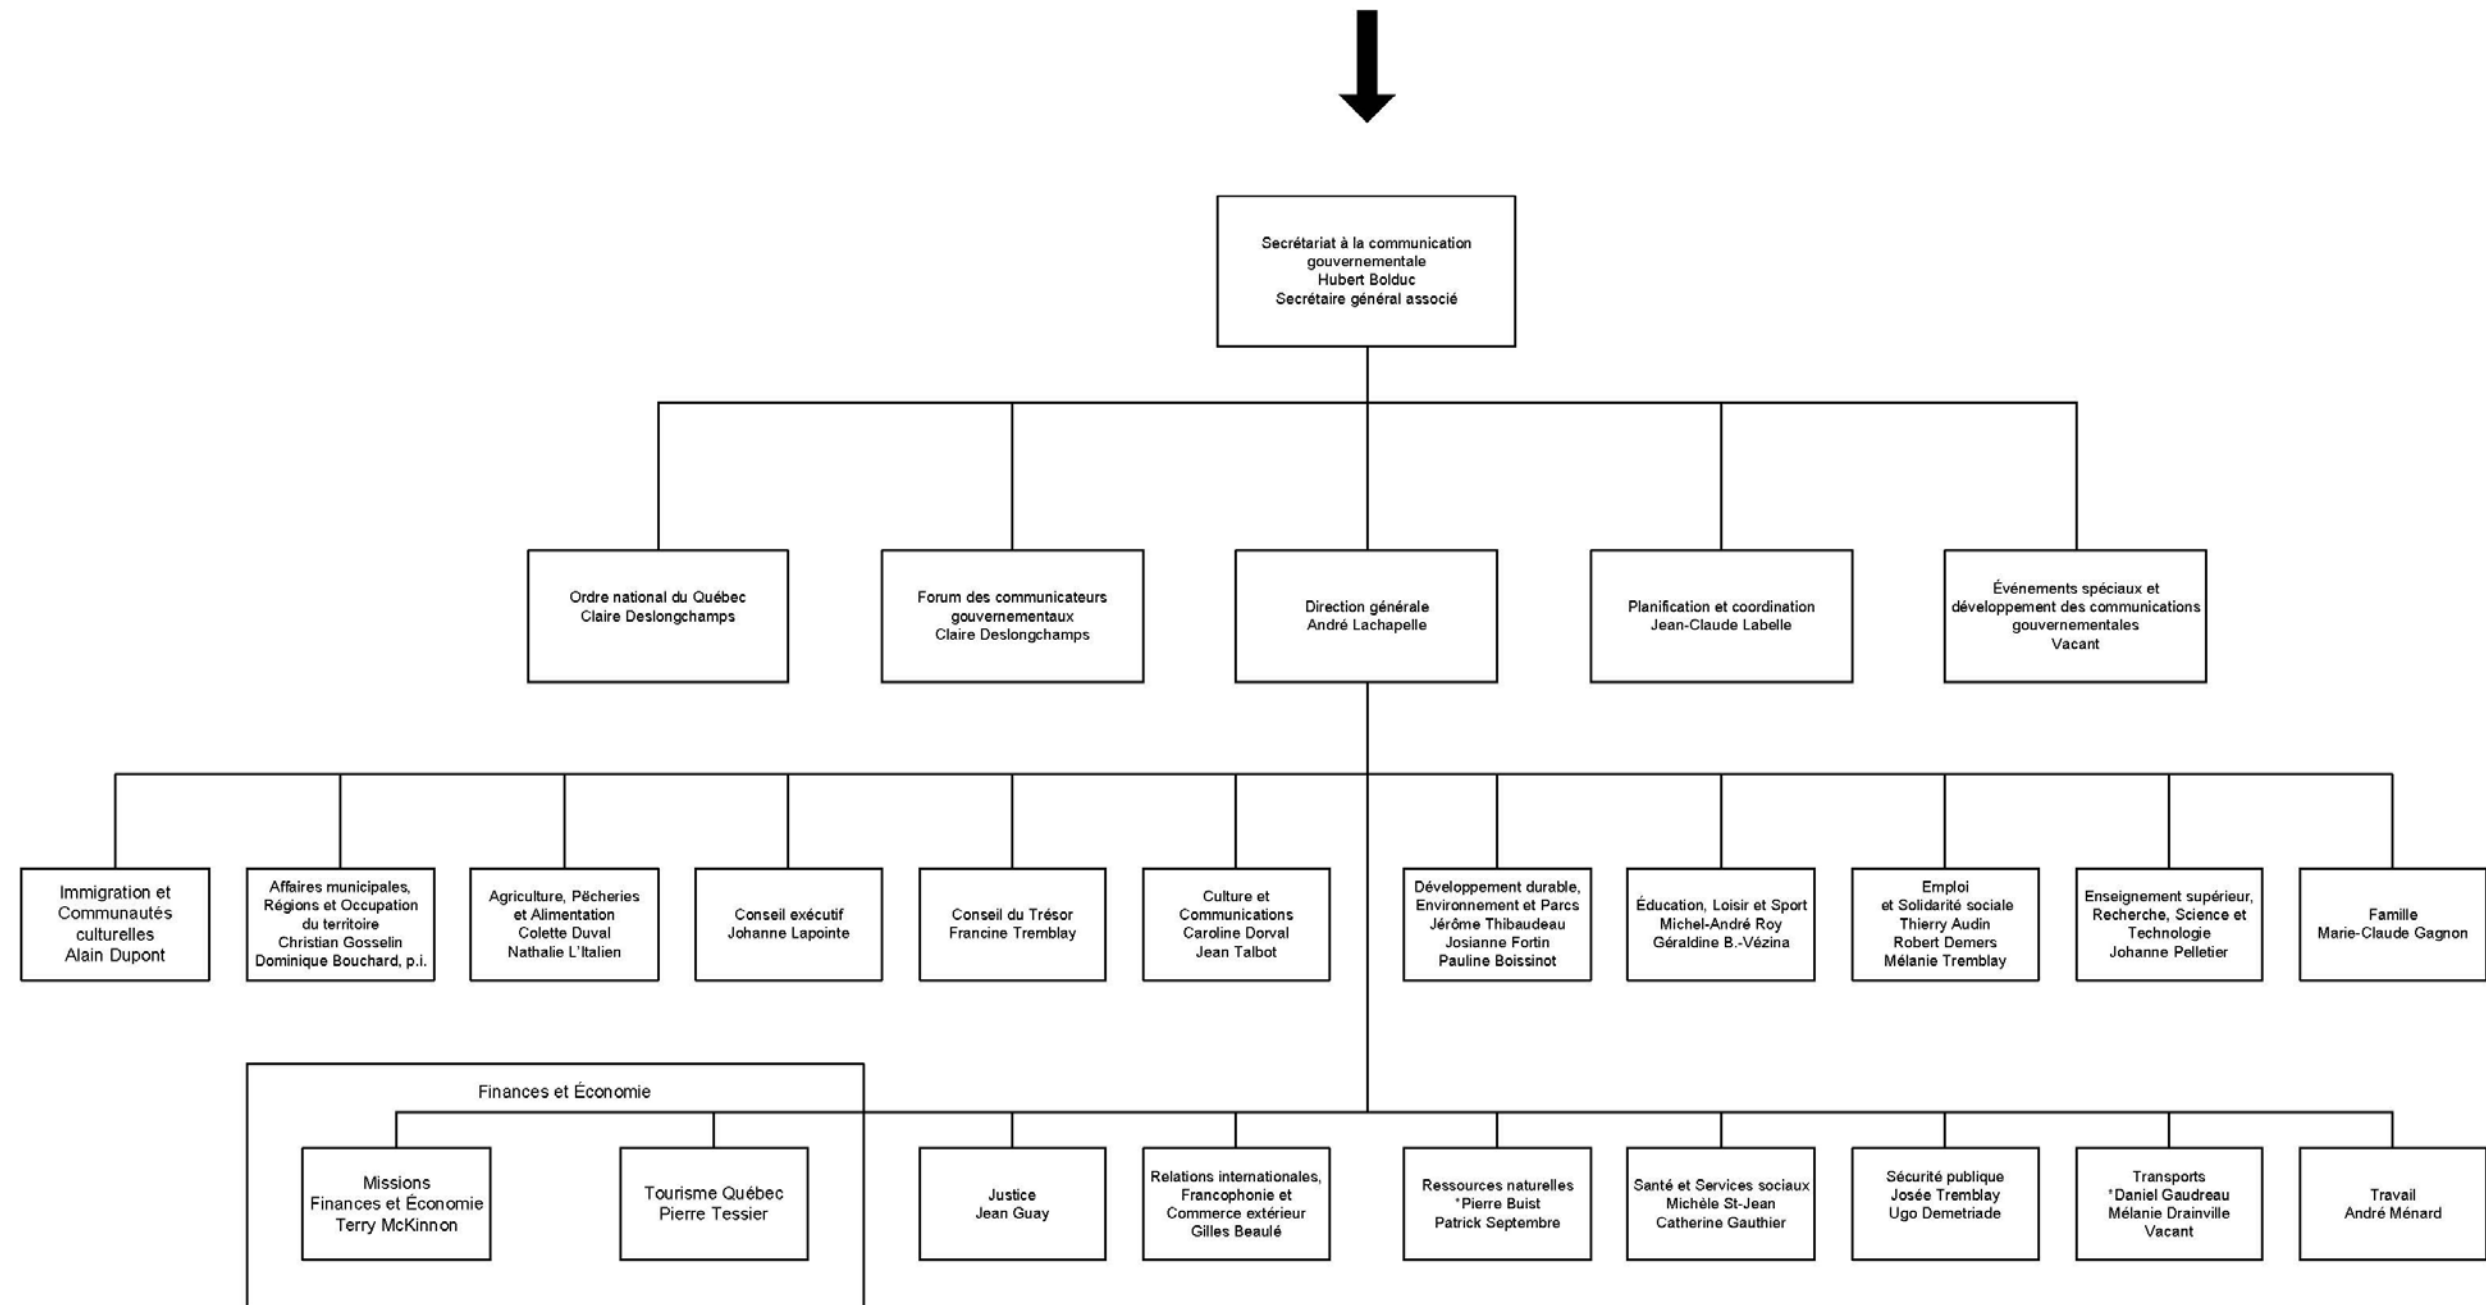 Secrétariat à la communication
gouvernementale
Hubert Bolduc
Secrétaire général associé
Ordre national du Québec
Claire Deslongchamps
Forum des communicateurs
gouvernementaux
Claire Deslongchamps
Direction générale
André Lachapelle
Planification et coordination
Jean-Claude Labelle
Événements spéciaux et
développement des communications
gouvernementales
Vacant
Immigration et
Communautés
culturelles
Alain Dupont
Affaires municipales,
Régions et Occupation
du territoire
Christian Gosselin
Dominique Bouchard, p.i.
Agriculture, Pëcheries
et Alimentation
Colette Duval
Nathalie L'Italien
Conseil exécutif
Johanne Lapointe
Conseil du Trésor
Francine Tremblay
Culture et
Communications
Caroline Dorval
Jean Talbot
Développement durable,
Environnement et Parcs
Jérôme Thibaudeau
Josianne Fortin
Pauline Boissinot
Éducation, Loisir et Sport
Michel-André Roy
Géraldine B.-Vézina
Emploi
et Solidarité sociale
Thierry Audin
Robert Demers
Mélanie Tremblay
Enseignement supérieur,
Recherche, Science et
Technologie
Johanne Pelletier
Famille
Marie-Claude Gagnon
Finances et Économie
Missions
Finances et Économie
Terry McKinnon
Tourisme Québec
Pierre Tessier
Justice
Jean Guay
Relations internationales,
Francophonie et
Commerce extérieur
Gilles Beaulé
Ressources naturelles
*Pierre Buist
Patrick Septembre
Santé et Services sociaux
Michèle St-Jean
Catherine Gauthier
Sécurité publique
Josée Tremblay
Ugo Demetriade
Transports
*Daniel Gaudreau
Mélanie Drainville
Vacant
Travail
André Ménard